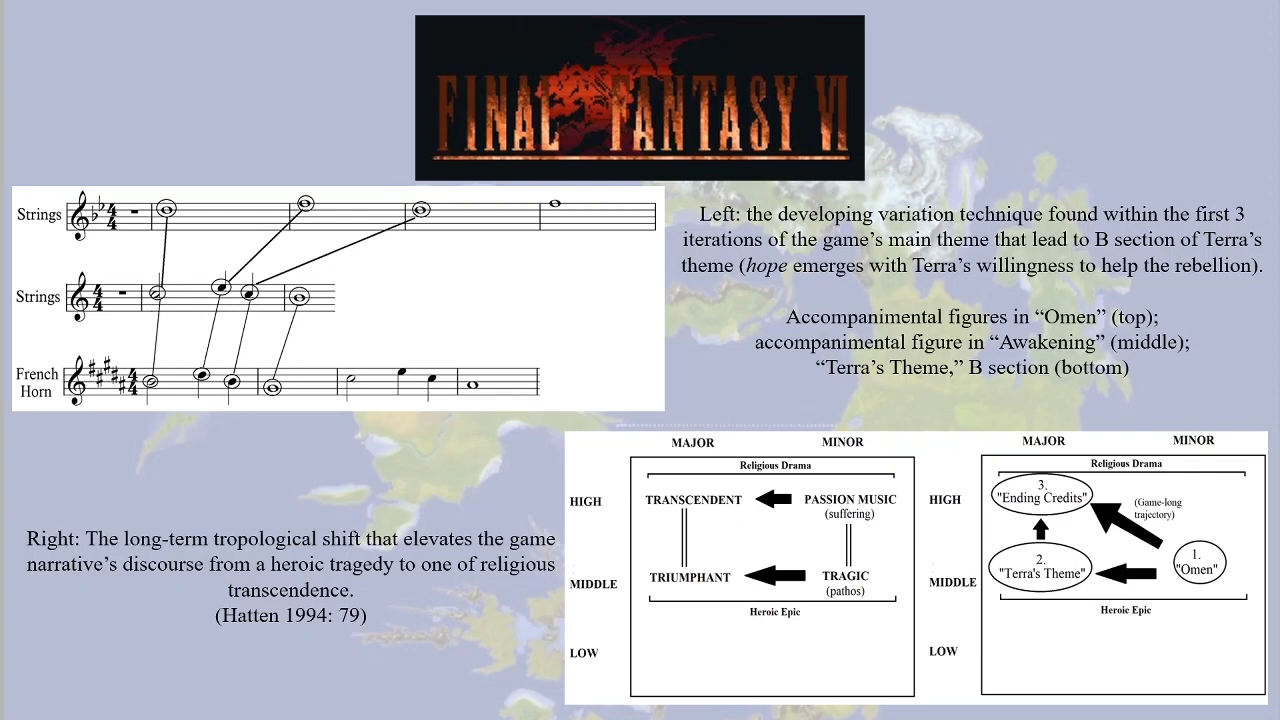 FINAL FANTASY VI
Strings
Strings
French
Horn
Left: the developing variation technique found within the first 3
iterations of the game's main theme that lead to B section of Terra's
theme (hope emerges with Terra's willingness to help the rebellion).
Accompanimental figures in “Omen” (top);
accompanimental figure in “Awakening” (middle);
“Terra's Theme,” B section (bottom)
Right: The long-term tropological shift that elevates the game
narrative's discourse from a heroic tragedy to one of religious
transcendence.
(Hatten 1994: 79)
MAJOR MINOR
Religious Drama
HIGH
TRANSCENDENT PASSION MUSIC
(suffering)
MIDDLE
TRIUMPHANT TRAGIC
(pathos)
Heroic Epic
LOW
MAJOR MINOR
Religious Drama
HIGH
3.
"Ending Credits"
(Game-long
trajectory)
MIDDLE
2.
"Terra's Theme"
1.
"Omen"
Heroic Epic
LOW